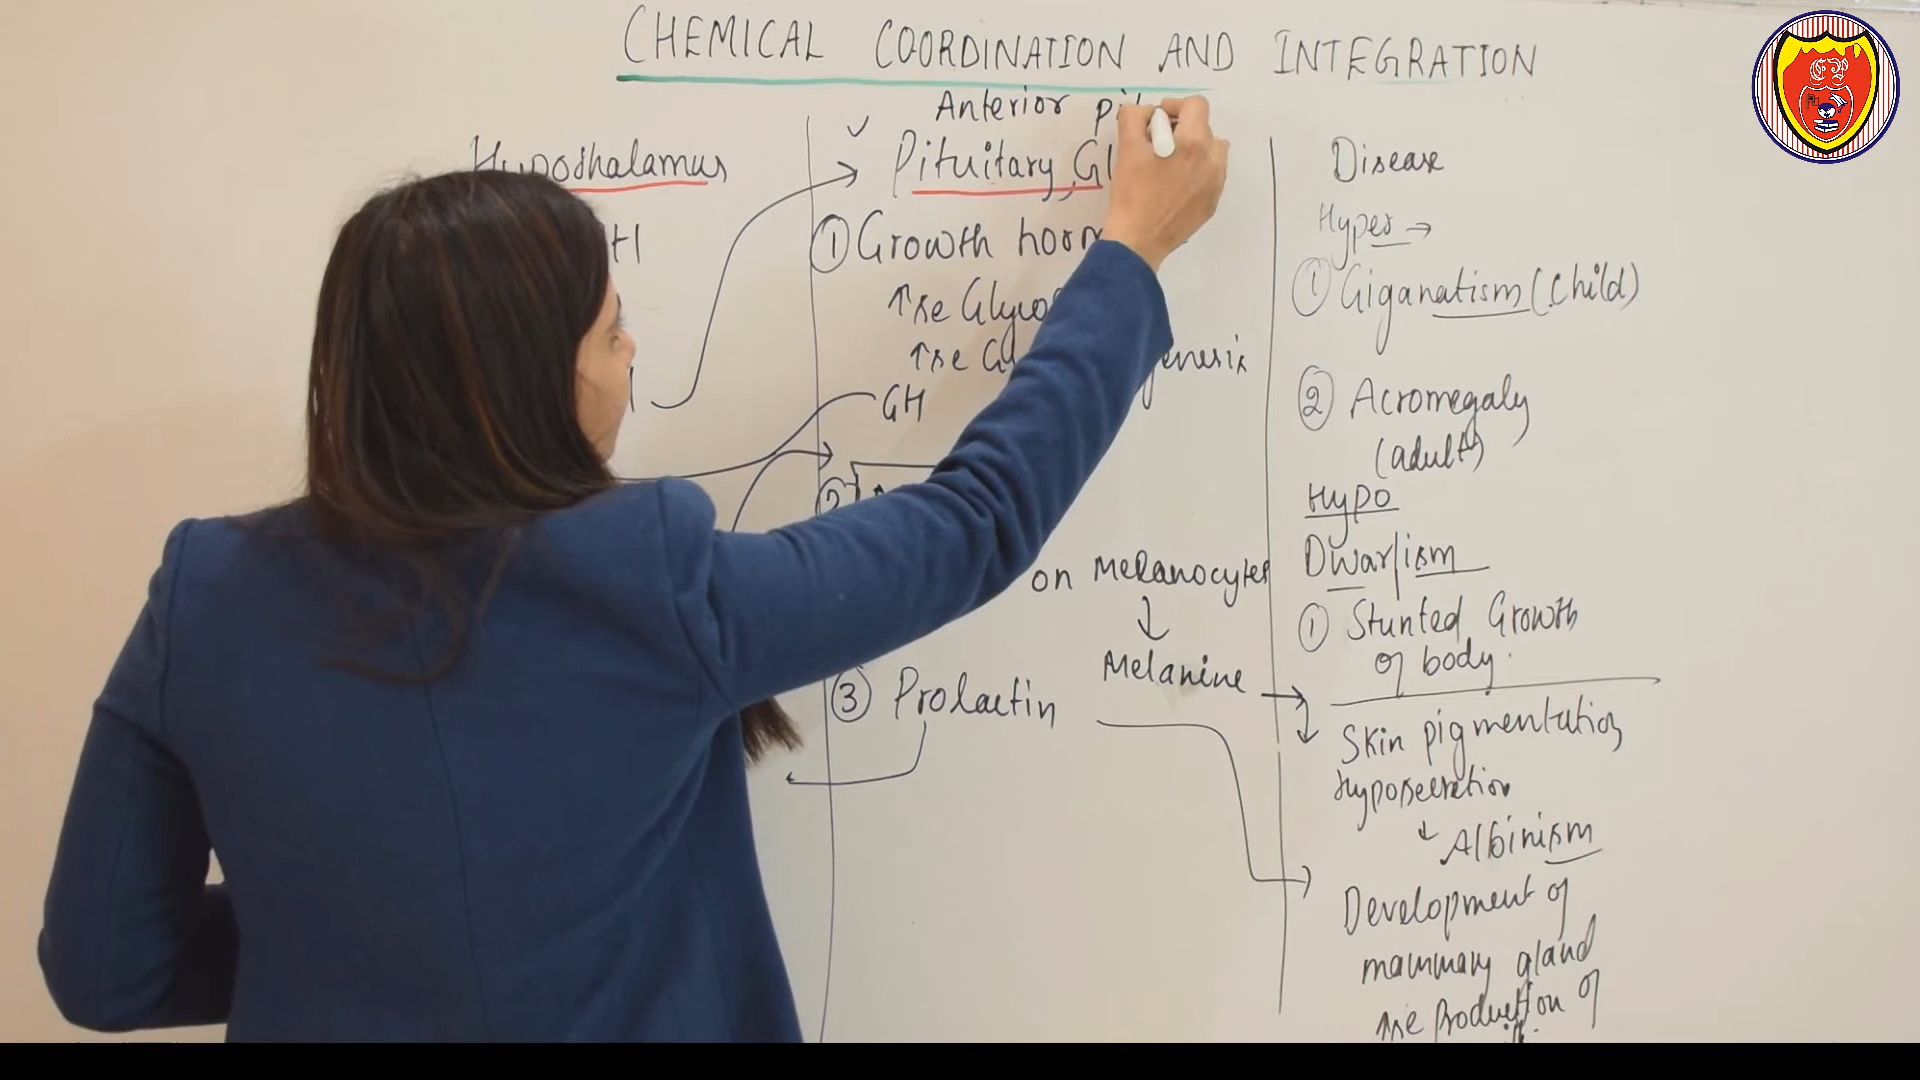 CHEMICAL COORDINATION AND INTEGRATION
Anterior pi
Hypothalamus
Pituitary Gl
① Growth horm
↑se Glyco
↑se G enesis
GH
②
on Melanocytes
↓
Melanine →
③ Prolactin
Disease
Hyper →
① Giganatism (child)
② Acromegaly
(adult)
Hypo
Dwarfism
① Stunted Growth
of body.
Skin pigmentation
Hyposecretion
↓ Albinism
Development of
mammary gland
↑se production of